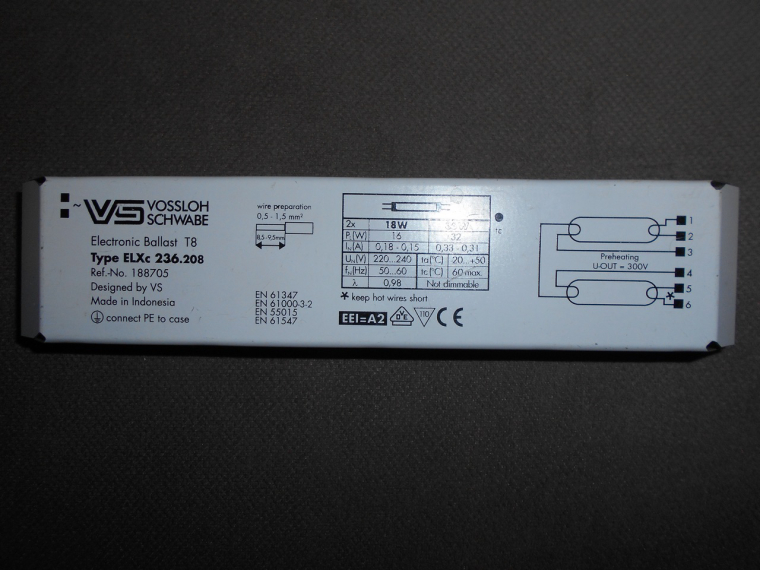 ~ VS VOSSLOH
SCHWABE
Electronic Ballast T8
Type ELXc 236.208
Ref.-No. 188705
Designed by VS
Made in Indonesia
connect PE to case
wire preparation
0,5 - 1,5 mm²
8,5 - 9,5mm
EN 61347
EN 61000-3-2
EN 55015
EN 61547
2x 18W 36W
P [W] 16 32
I (A) 0,18 - 0,15 0,33 - 0,31
U (V) 220...240 ta(°C) 20...+50
f (Hz) 50...60 tc(°C) 60 max.
λ 0,98 Not dimmable
* keep hot wires short
EEI=A2 VDE 110 CE
tc
1
2
3
Preheating
U-OUT = 300V
4
5
* 6